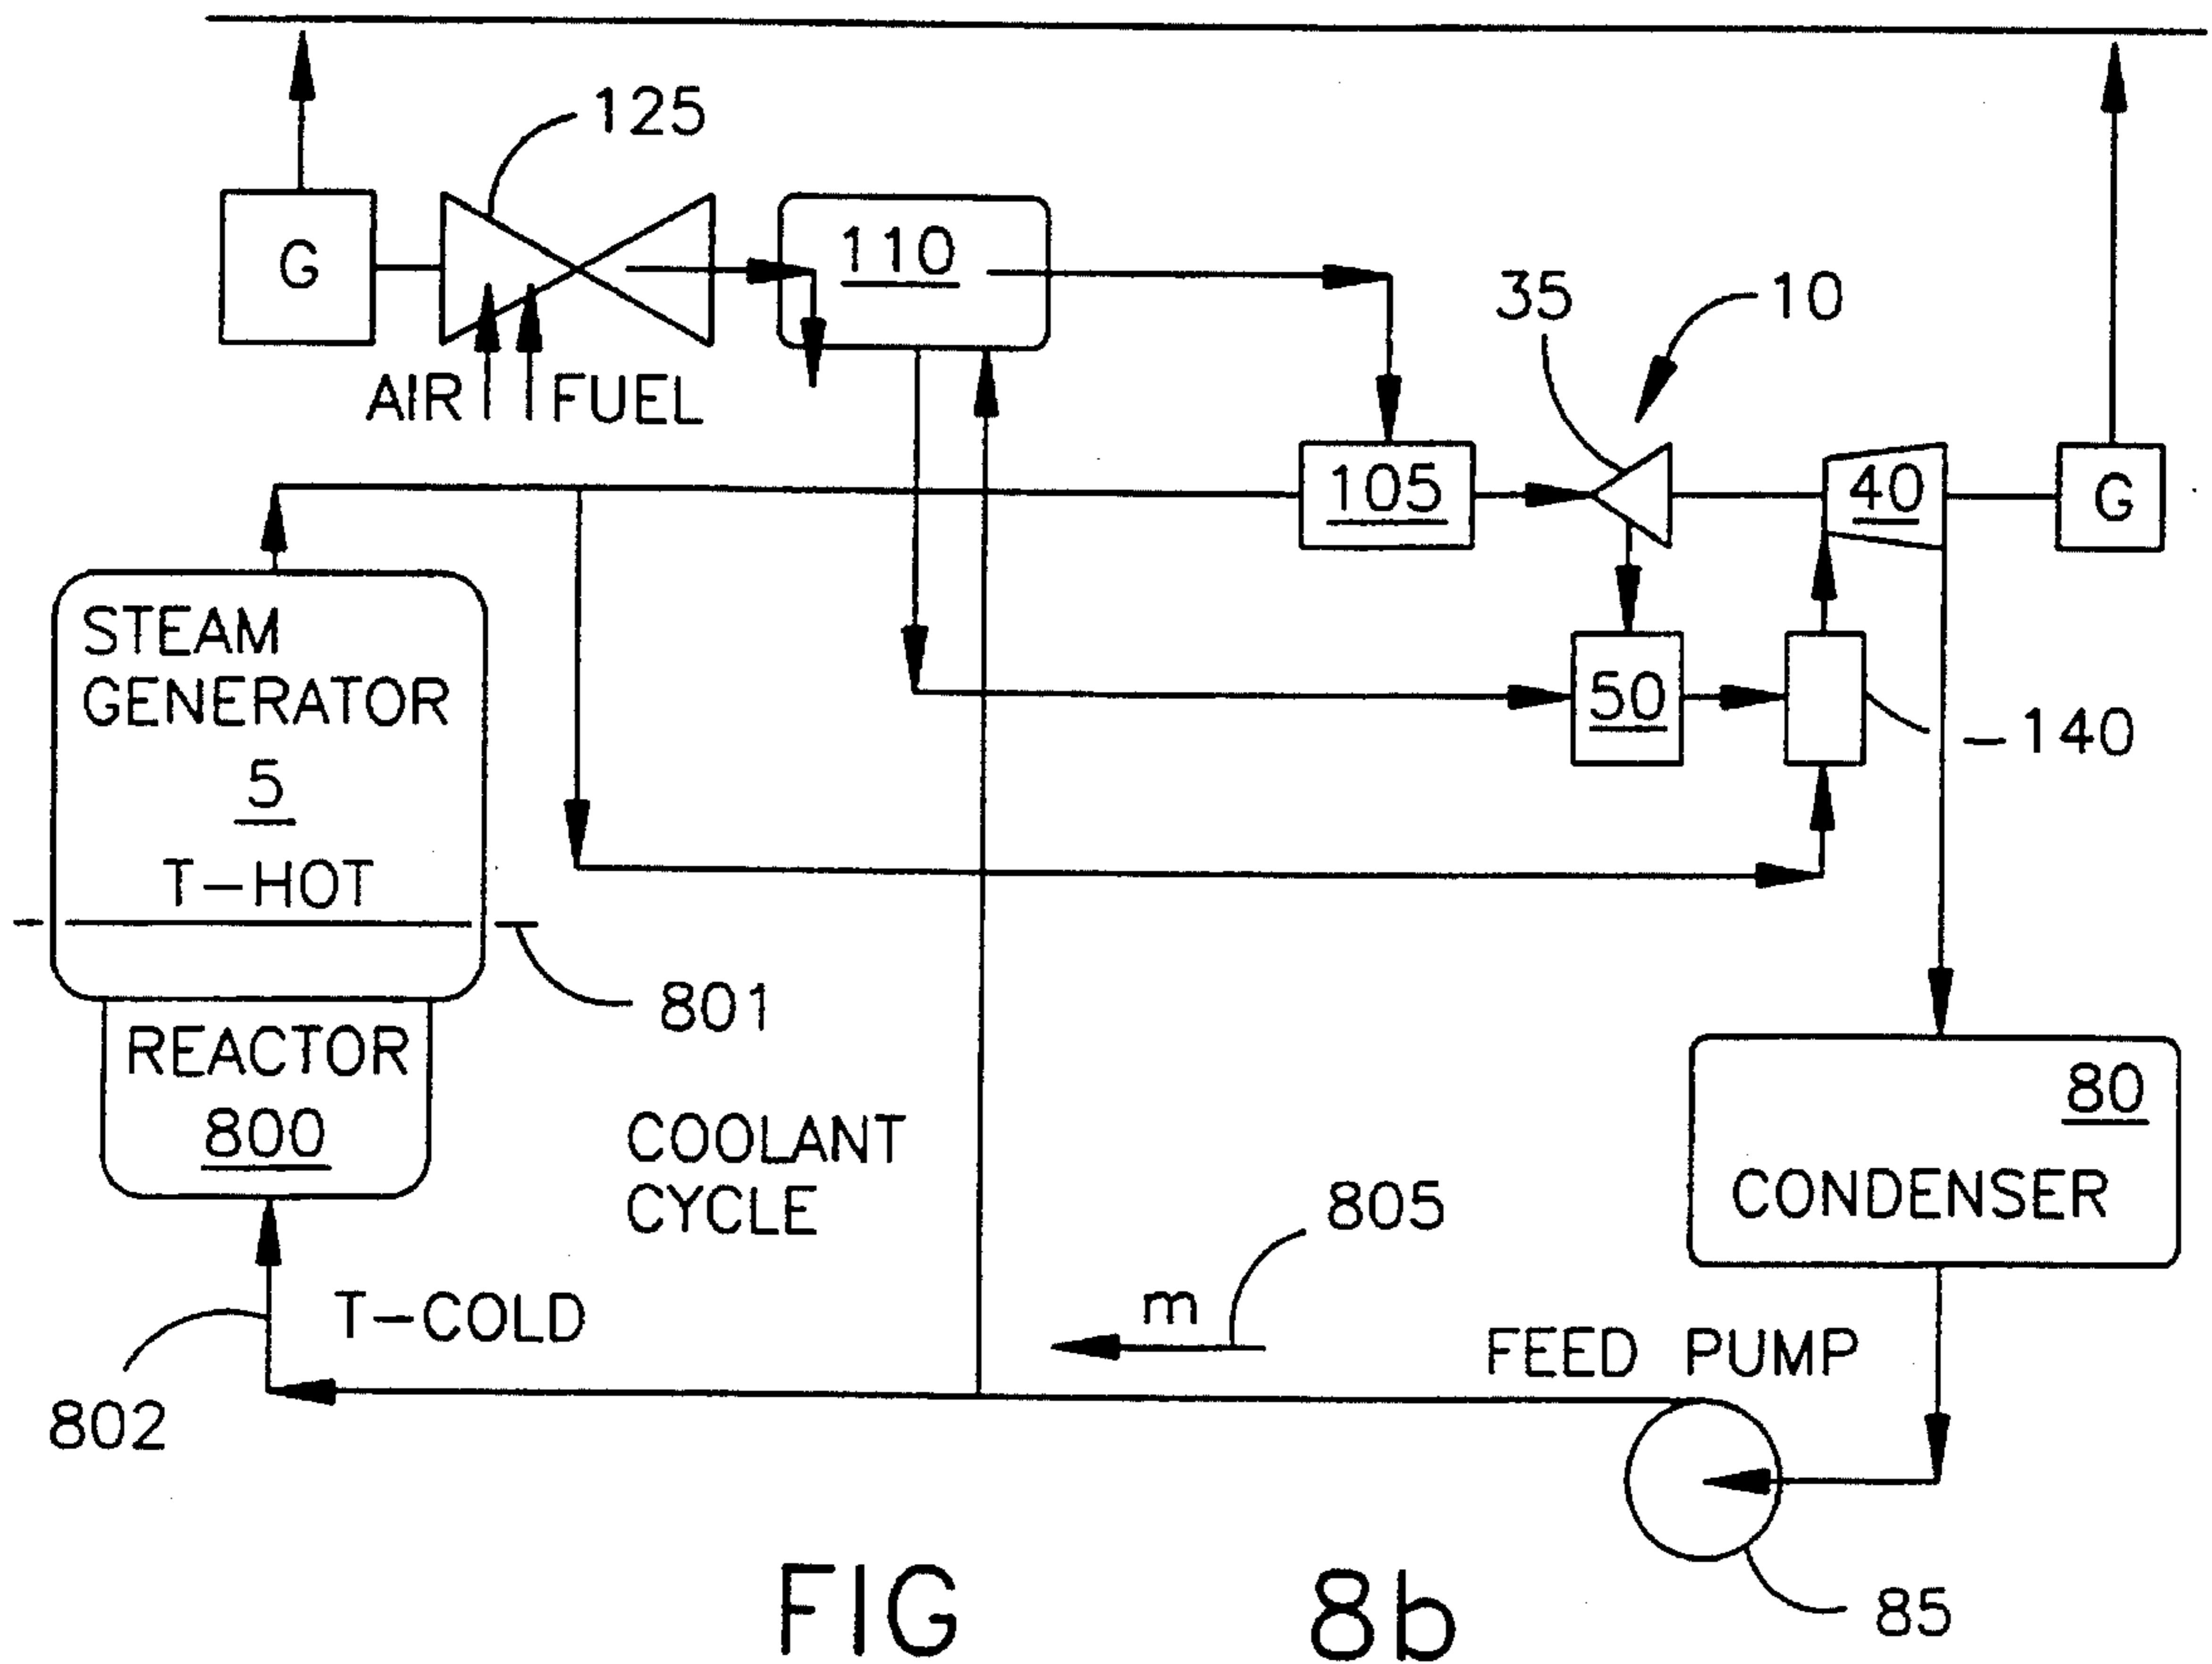 125
G
110
AIR
FUEL
35
10
105
40
G
STEAM
GENERATOR
5
T-HOT
50
140
801
REACTOR
800
COOLANT
CYCLE
80
CONDENSER
805
m
T-COLD
FEED PUMP
802
85
FIG 8b